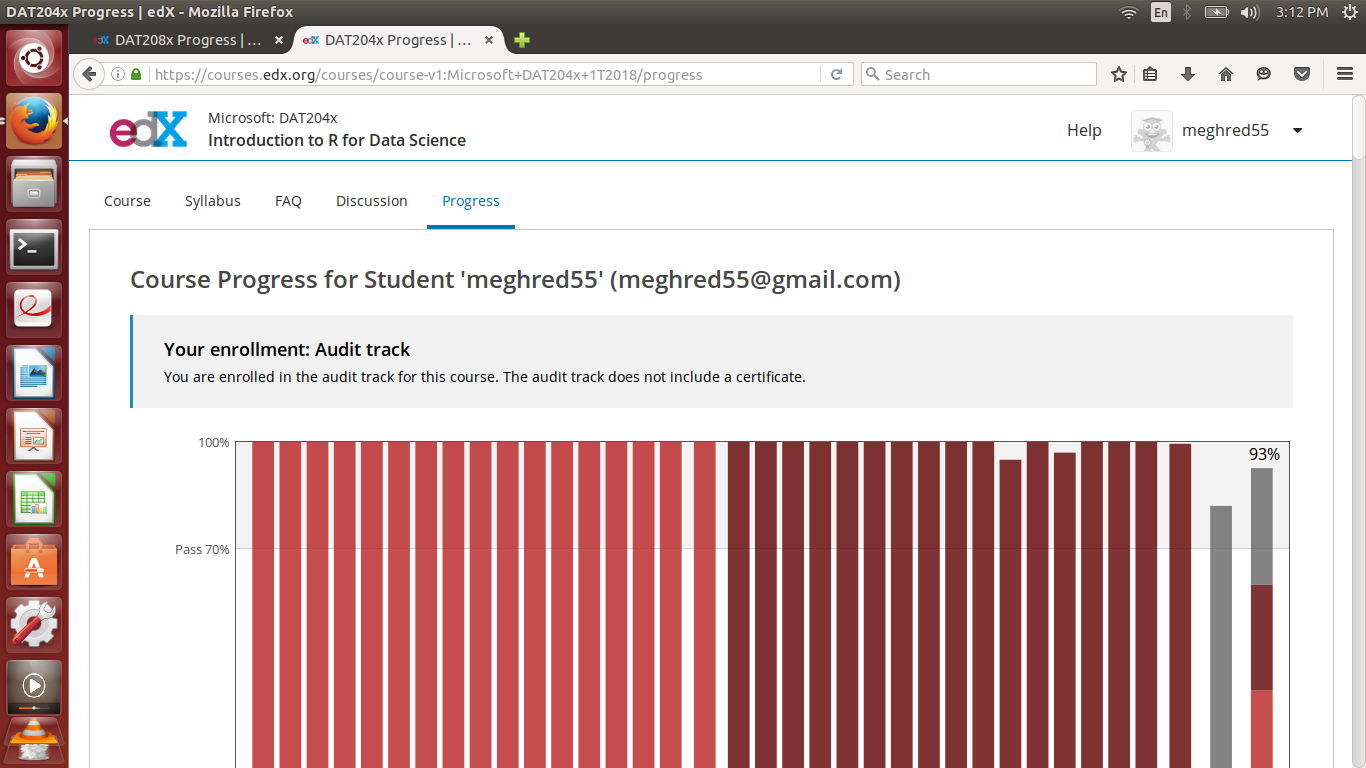 DAT204x Progress | edX - Mozilla Firefox
En
3:12 PM
edX DAT208x Progress | ... ×
edX DAT204x Progress | ... ×
https://courses.edx.org/courses/course-v1:Microsoft+DAT204x+1T2018/progress
Search
edX
Microsoft: DAT204x
Introduction to R for Data Science
Help
meghred55
Course
Syllabus
FAQ
Discussion
Progress
Course Progress for Student 'meghred55' (meghred55@gmail.com)
Your enrollment: Audit track
You are enrolled in the audit track for this course. The audit track does not include a certificate.
100%
93%
Pass 70%